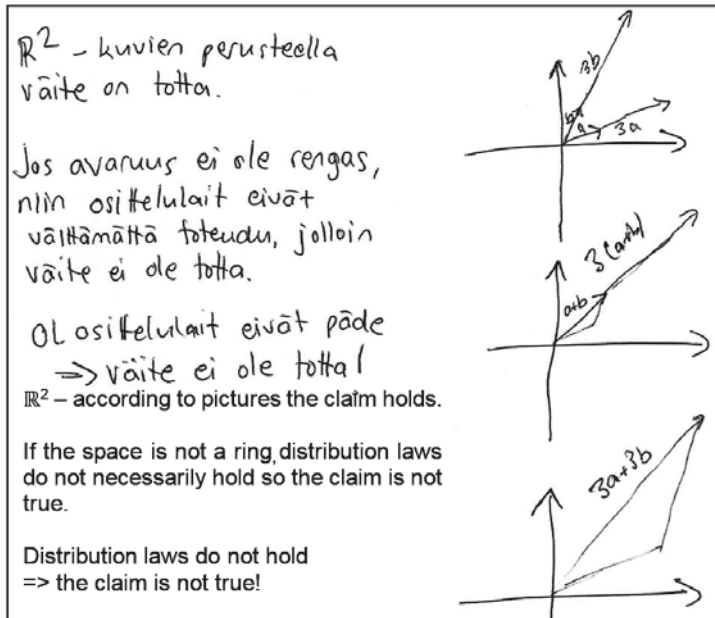 ℝ² - kuvien perusteella
väite on totta.
Jos avaruus ei ole rengas,
niin osittelulait eivät
välttämättä toteudu, jolloin
väite ei ole totta.
OL osittelulait eivät päde
=> väite ei ole totta!
ℝ² – according to pictures the claim holds.
If the space is not a ring, distribution laws
do not necessarily hold so the claim is not
true.
Distribution laws do not hold
=> the claim is not true!
3b
b
a
3a
3(a+b)
a+b
3a+3b